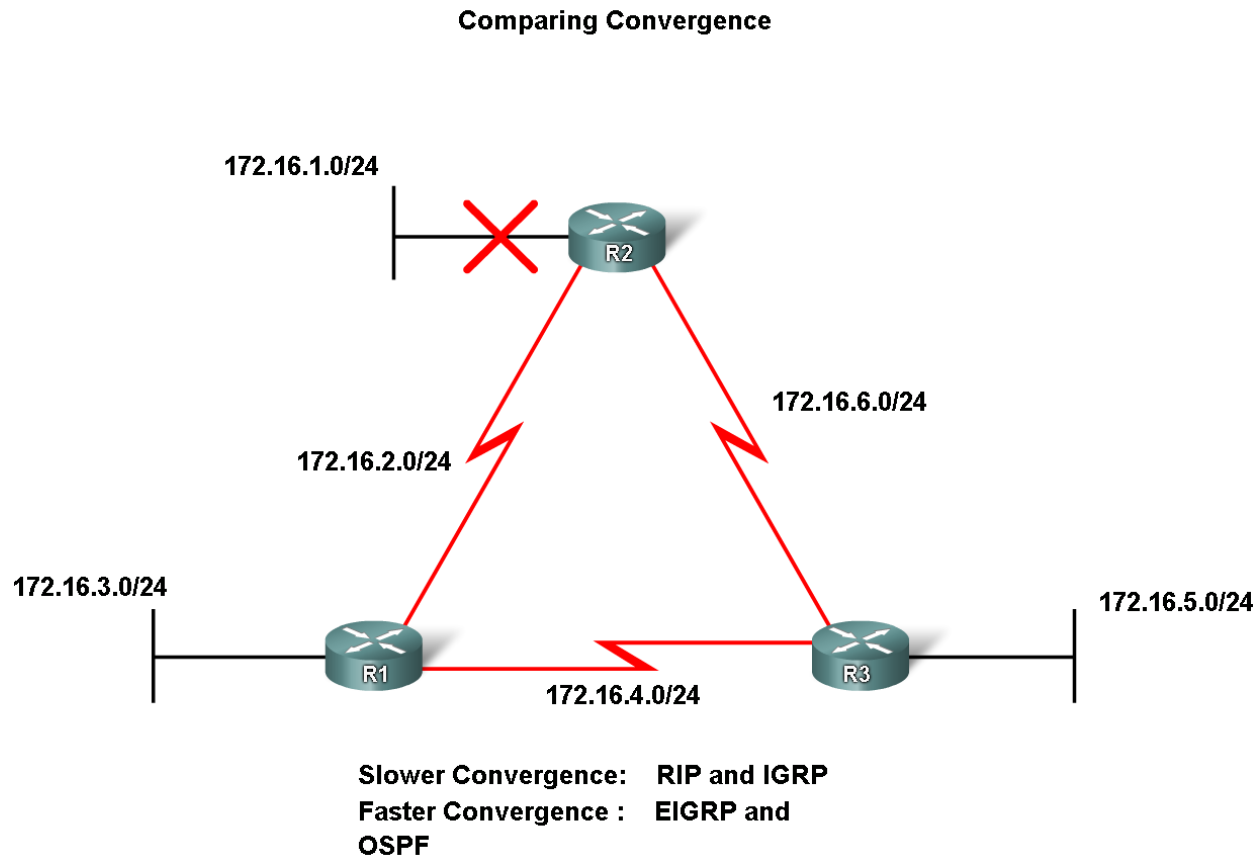 Comparing Convergence
172.16.1.0/24
R2
172.16.6.0/24
172.16.2.0/24
172.16.3.0/24
172.16.5.0/24
R1
R3
172.16.4.0/24
Slower Convergence: RIP and IGRP
Faster Convergence : EIGRP and
OSPF